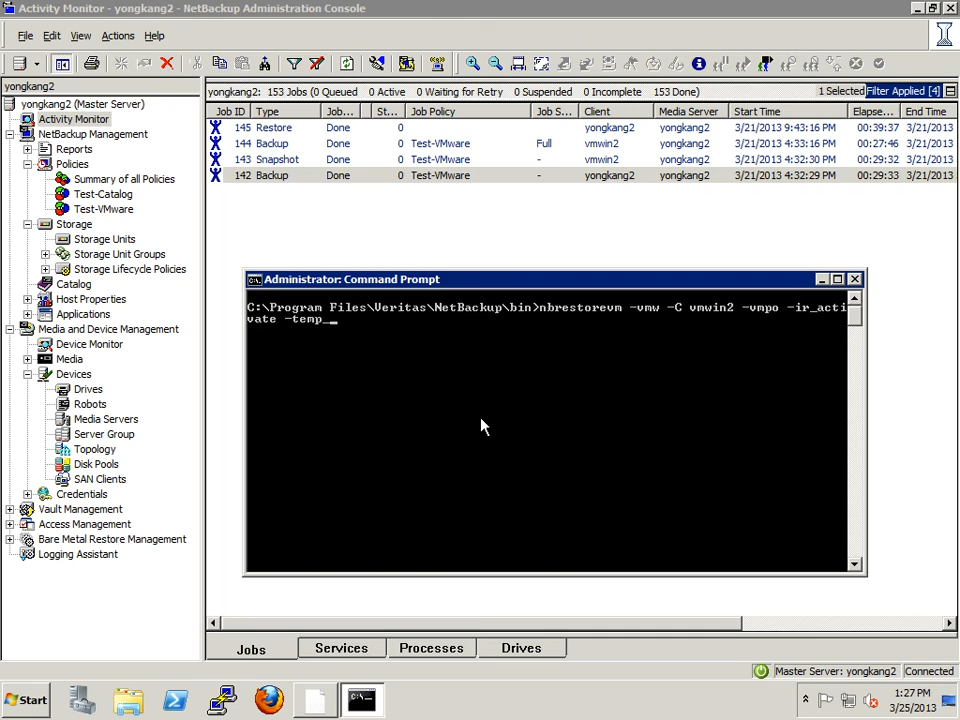 Activity Monitor - yongkang2 - NetBackup Administration Console
File Edit View Actions Help
yongkang2
yongkang2: 153 Jobs (0 Queued 0 Active 0 Waiting for Retry 0 Suspended 0 Incomplete 153 Done) 1 Selected Filter Applied [4]
yongkang2 (Master Server)
Activity Monitor
NetBackup Management
Reports
Policies
Summary of all Policies
Test-Catalog
Test-VMware
Storage
Storage Units
Storage Unit Groups
Storage Lifecycle Policies
Catalog
Host Properties
Applications
Media and Device Management
Device Monitor
Media
Devices
Drives
Robots
Media Servers
Server Group
Topology
Disk Pools
SAN Clients
Credentials
Vault Management
Access Management
Bare Metal Restore Management
Logging Assistant
Job ID Type Job... St... Job Policy Job S... Client Media Server Start Time Elapse... End Time
145 Restore Done 0 yongkang2 yongkang2 3/21/2013 9:43:16 PM 00:39:37 3/21/2013
144 Backup Done 0 Test-VMware Full vmwin2 yongkang2 3/21/2013 4:33:16 PM 00:27:46 3/21/2013
143 Snapshot Done 0 Test-VMware - vmwin2 yongkang2 3/21/2013 4:32:30 PM 00:29:32 3/21/2013
142 Backup Done 0 Test-VMware - yongkang2 yongkang2 3/21/2013 4:32:29 PM 00:29:33 3/21/2013
Administrator: Command Prompt
C:\Program Files\Veritas\NetBackup\bin>nbrestorevm -vmw -C vmwin2 -vmpo -ir_acti
vate -temp_
Jobs Services Processes Drives
Master Server: yongkang2 Connected
Start
C:\
1:27 PM
3/25/2013